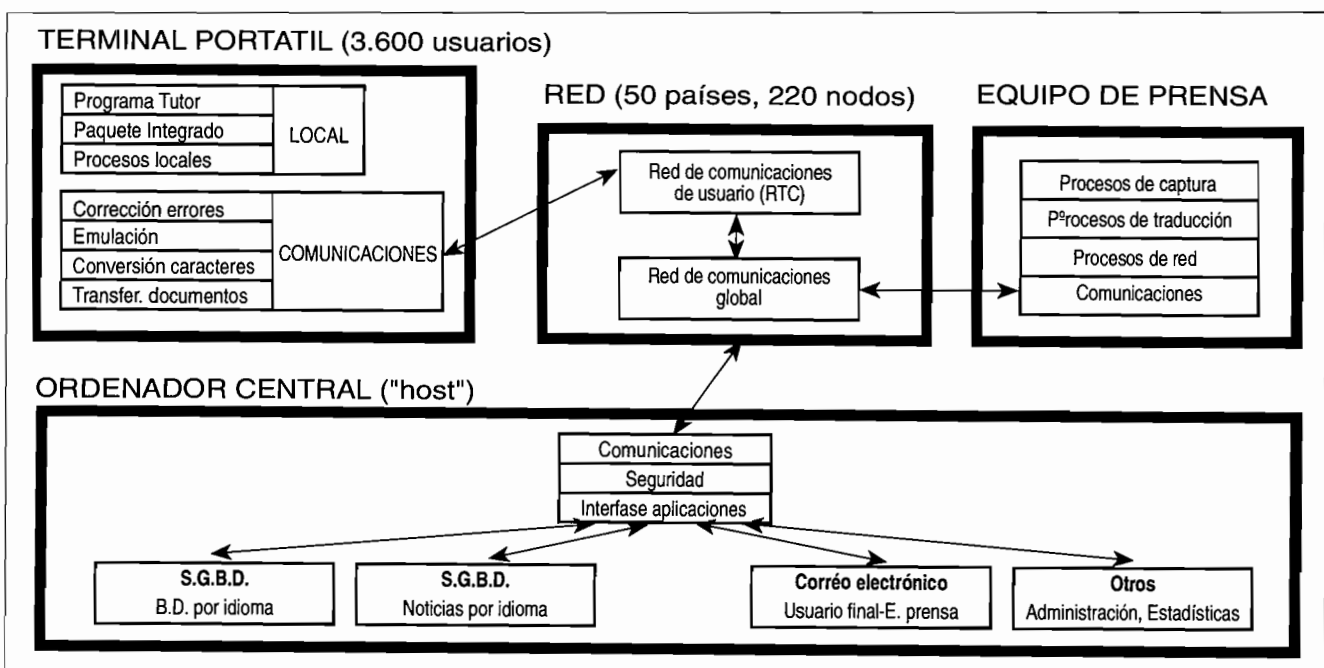 TERMINAL PORTATIL (3.600 usuarios)
Programa Tutor
Paquete Integrado
Procesos locales
LOCAL
Corrección errores
Emulación
Conversión caracteres
Transfer. documentos
COMUNICACIONES
RED (50 países, 220 nodos)
Red de comunicaciones
de usuario (RTC)
Red de comunicaciones
global
EQUIPO DE PRENSA
Procesos de captura
Pºrocesos de traducción
Procesos de red
Comunicaciones
ORDENADOR CENTRAL ("host")
Comunicaciones
Seguridad
Interfase aplicaciones
S.G.B.D.
B.D. por idioma
S.G.B.D.
Noticias por idioma
Corréo electrónico
Usuario final-E. prensa
Otros
Administración, Estadísticas